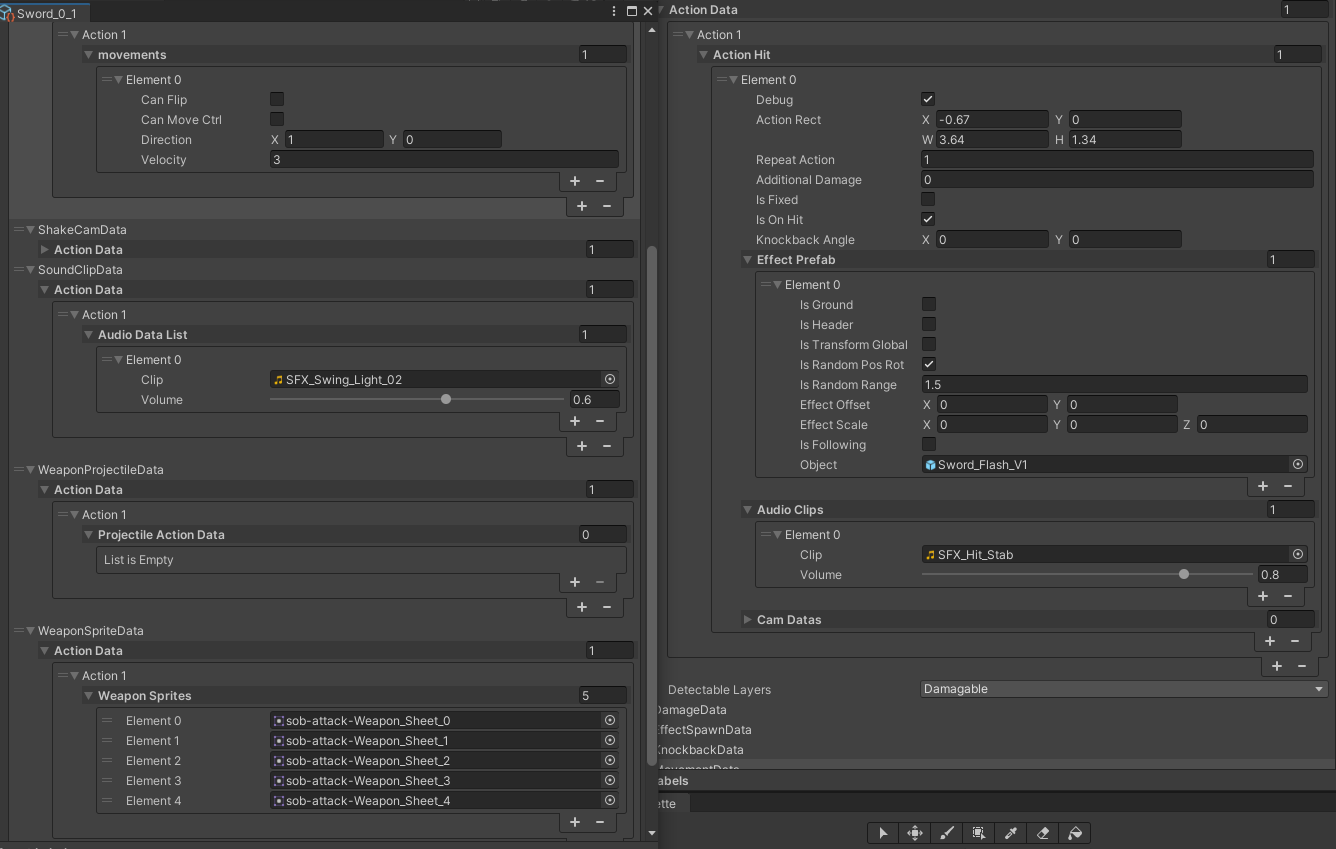 Sword_0_1
Action 1
movements 1
Element 0
Can Flip
Can Move Ctrl
Direction X 1 Y 0
Velocity 3
ShakeCamData
Action Data 1
SoundClipData
Action Data 1
Action 1
Audio Data List 1
Element 0
Clip SFX_Swing_Light_02
Volume 0.6
WeaponProjectileData
Action Data 1
Action 1
Projectile Action Data 0
List is Empty
WeaponSpriteData
Action Data 1
Action 1
Weapon Sprites 5
Element 0 sob-attack-Weapon_Sheet_0
Element 1 sob-attack-Weapon_Sheet_1
Element 2 sob-attack-Weapon_Sheet_2
Element 3 sob-attack-Weapon_Sheet_3
Element 4 sob-attack-Weapon_Sheet_4
Action Data 1
Action 1
Action Hit 1
Element 0
Debug
Action Rect X -0.67 Y 0
W 3.64 H 1.34
Repeat Action 1
Additional Damage 0
Is Fixed
Is On Hit
Knockback Angle X 0 Y 0
Effect Prefab 1
Element 0
Is Ground
Is Header
Is Transform Global
Is Random Pos Rot
Is Random Range 1.5
Effect Offset X 0 Y 0
Effect Scale X 0 Y 0 Z 0
Is Following
Object Sword_Flash_V1
Audio Clips 1
Element 0
Clip SFX_Hit_Stab
Volume 0.8
Cam Datas 0
Detectable Layers Damagable
DamageData
EffectSpawnData
KnockbackData
MovementData
abels
ette